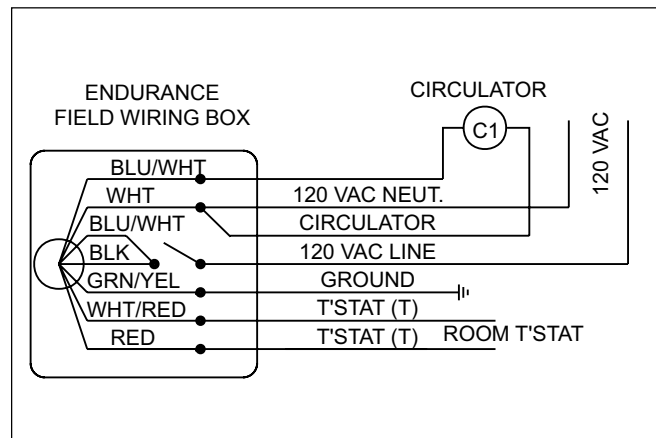 ENDURANCE
FIELD WIRING BOX
CIRCULATOR
C1
120 VAC
BLU/WHT
WHT
120 VAC NEUT.
BLU/WHT
CIRCULATOR
BLK
120 VAC LINE
GRN/YEL
GROUND
WHT/RED
T'STAT (T)
ROOM T'STAT
RED
T'STAT (T)